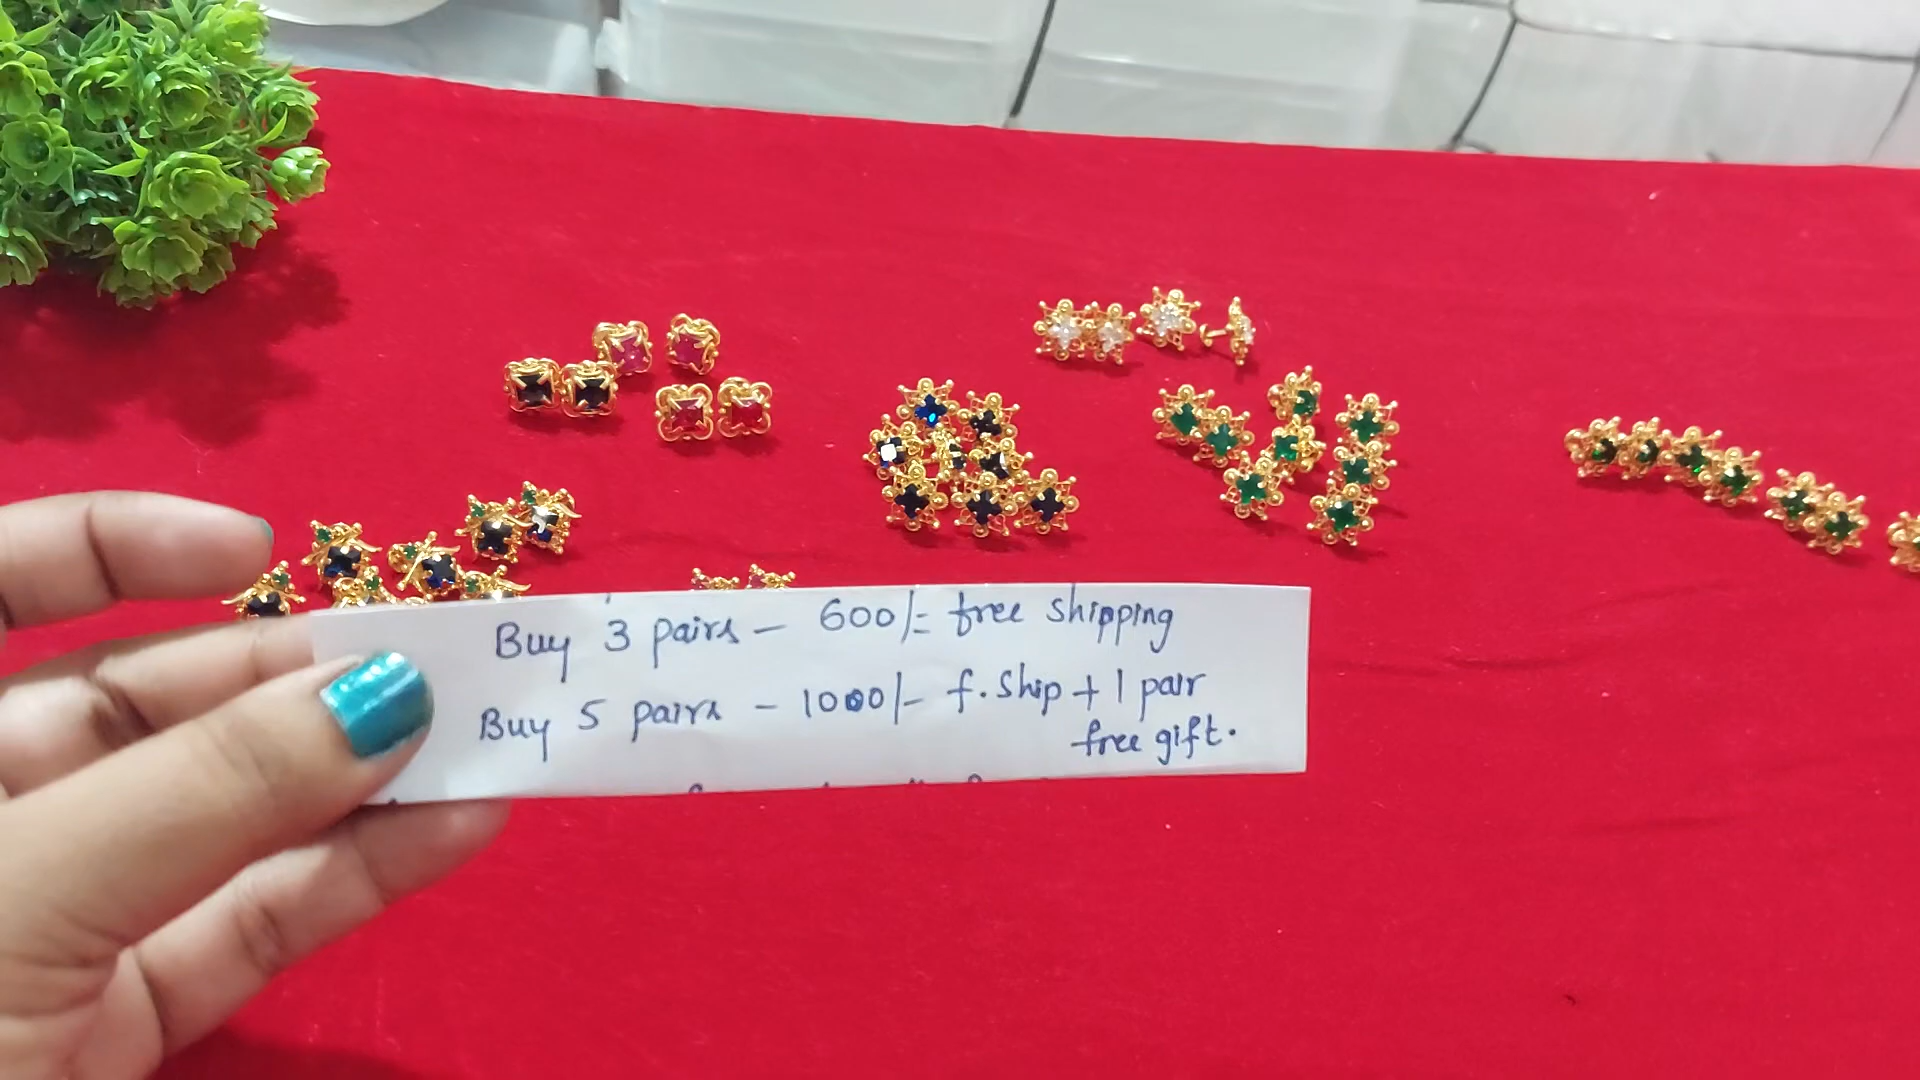 Buy 3 pairs - 600/= free shipping
Buy 5 pairs - 1000/- f.ship + 1 pair
free gift.